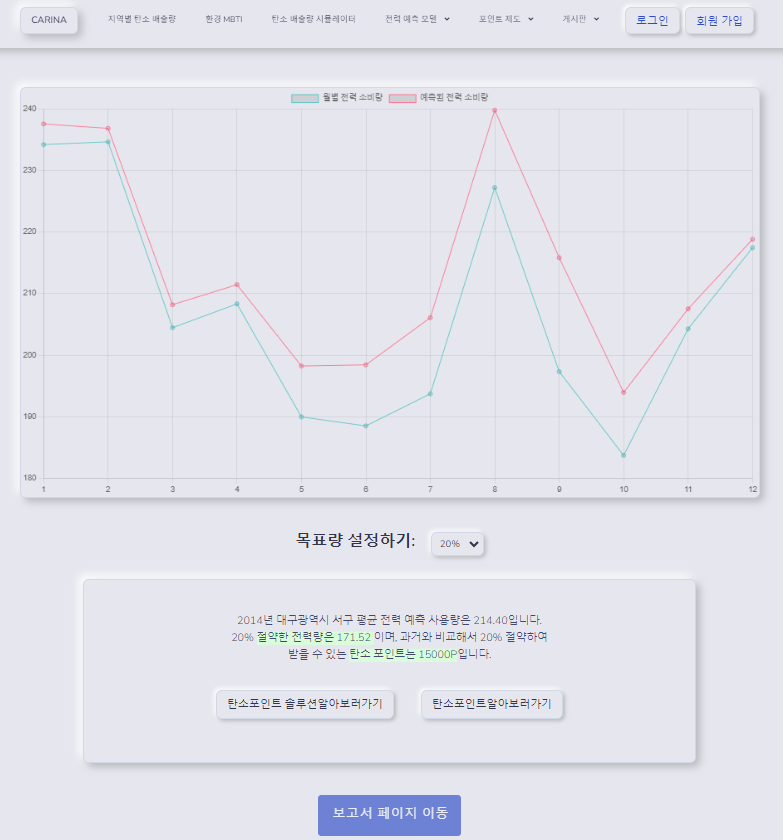 CARINA 지역별 탄소 배출량 환경 MBTI 탄소 배출량 시뮬레이터 전력 예측 모델 포인트 제도 게시판 로그인 회원 가입
월별 전력 소비량 예측된 전력 소비량
240
230
220
210
200
190
180
1 2 3 4 5 6 7 8 9 10 11 12
목표량 설정하기: 20%
2014년 대구광역시 서구 평균 전력 예측 사용량은 214.40입니다.
20% 절약한 전력량은 171.52 이며, 과거와 비교해서 20% 절약하여
받을 수 있는 탄소 포인트는 15000P입니다.
탄소포인트 솔루션알아보러가기 탄소포인트알아보러가기
보고서 페이지 이동